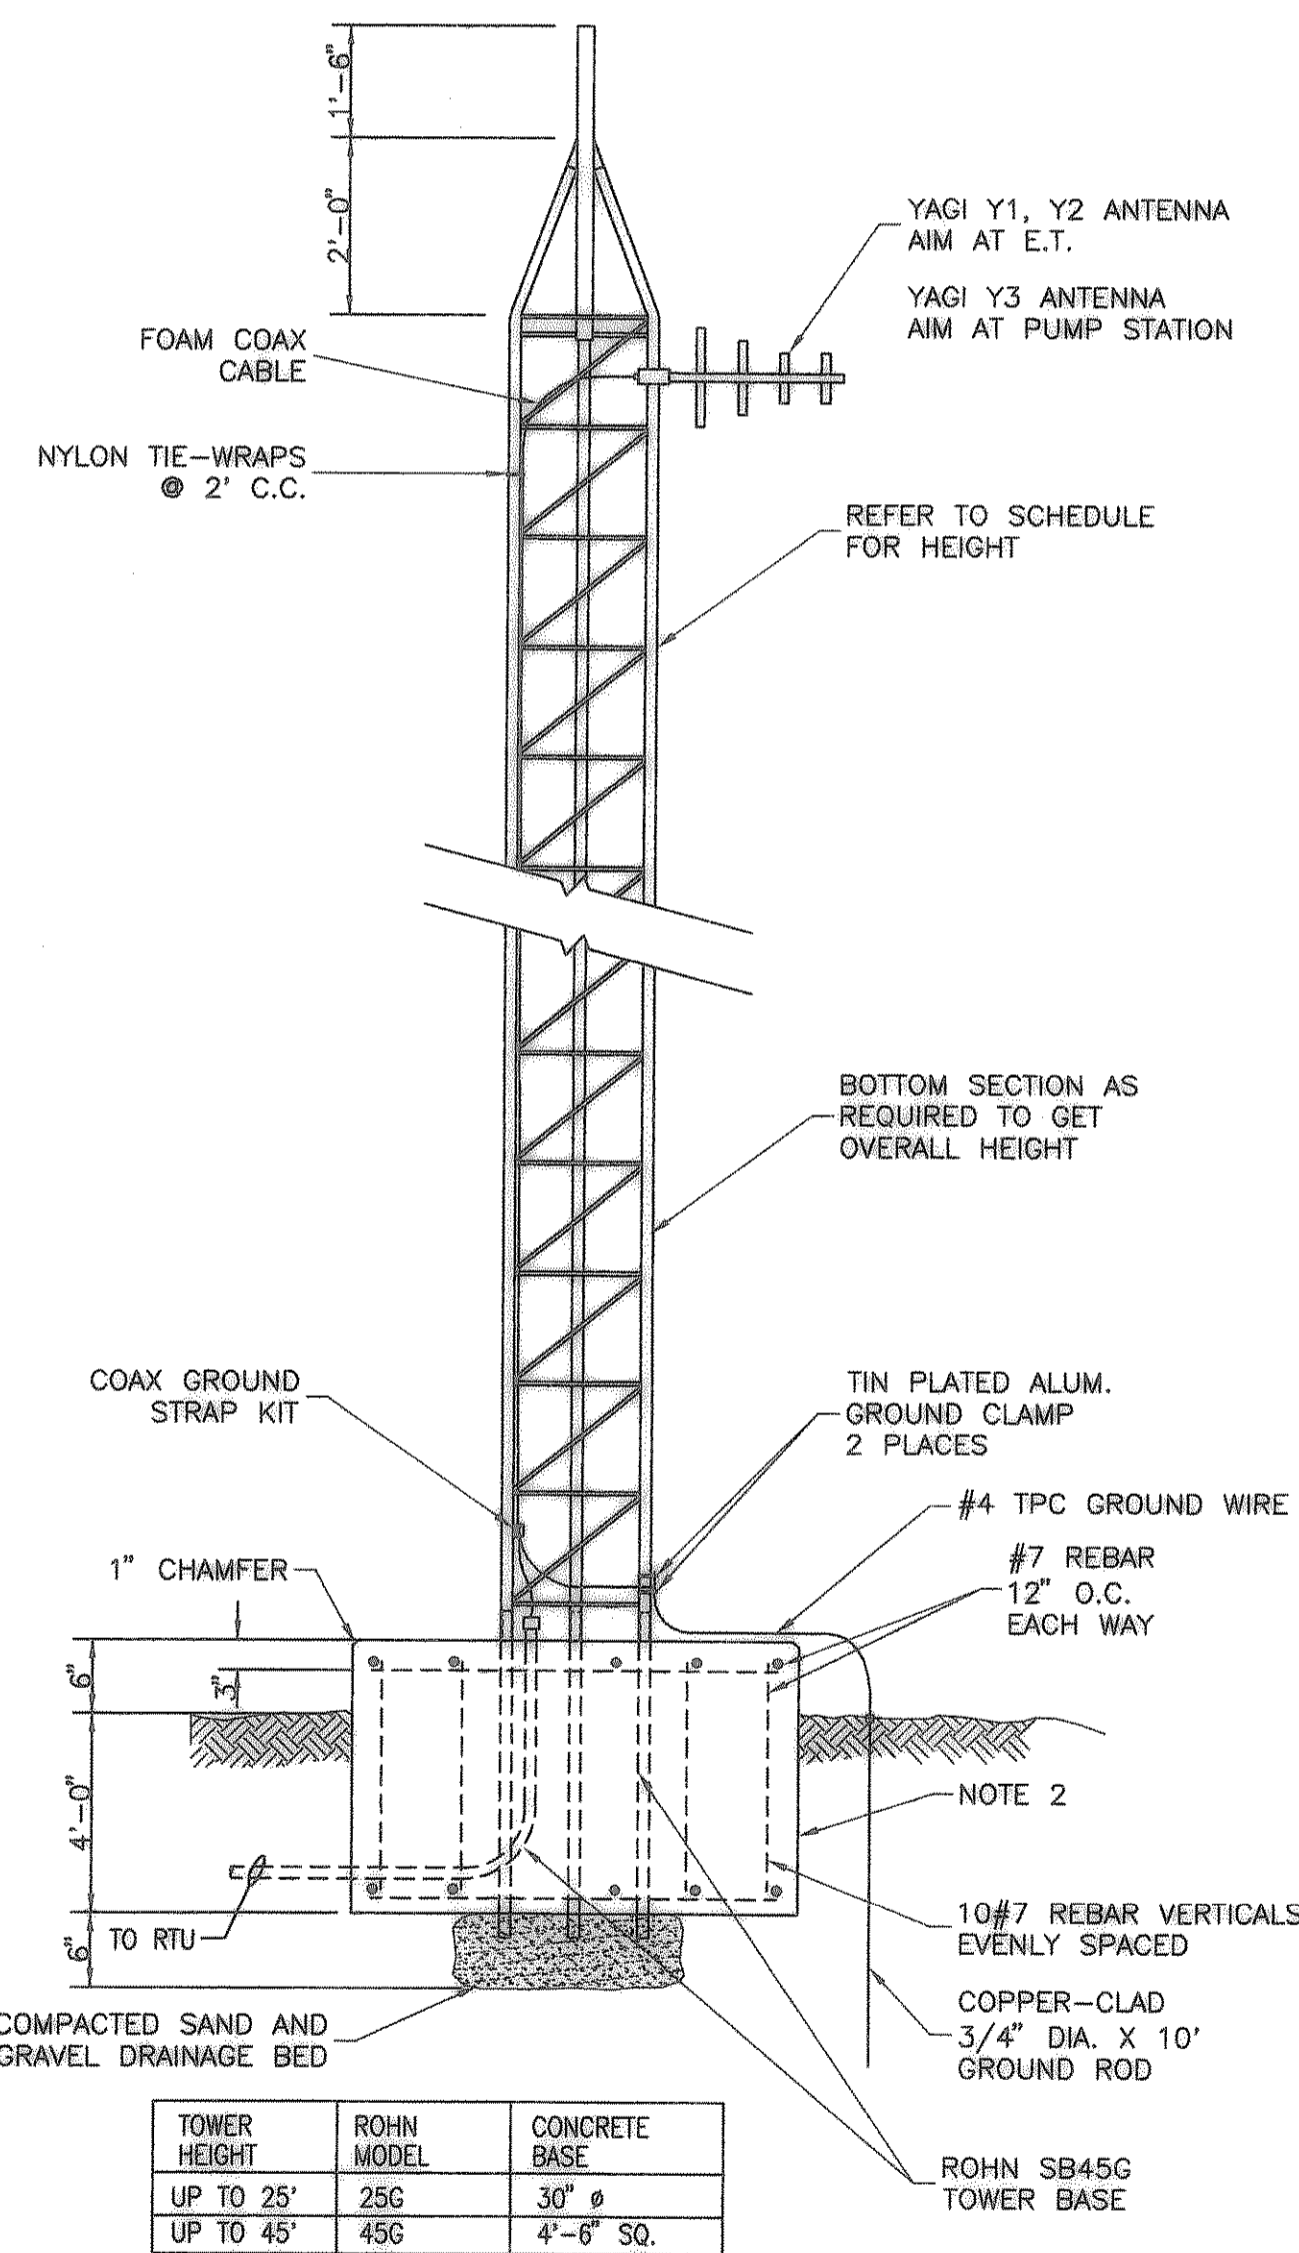 1'-6"
2'-0"
YAGI Y1, Y2 ANTENNA
AIM AT E.T.
YAGI Y3 ANTENNA
AIM AT PUMP STATION
FOAM COAX
CABLE
NYLON TIE-WRAPS
@ 2' C.C.
REFER TO SCHEDULE
FOR HEIGHT
BOTTOM SECTION AS
REQUIRED TO GET
OVERALL HEIGHT
COAX GROUND
STRAP KIT
TIN PLATED ALUM.
GROUND CLAMP
2 PLACES
#4 TPC GROUND WIRE
#7 REBAR
12" O.C.
EACH WAY
1" CHAMFER
6"
3"
4'-0"
NOTE 2
6"
TO RTU
10#7 REBAR VERTICALS
EVENLY SPACED
COMPACTED SAND AND
GRAVEL DRAINAGE BED
COPPER-CLAD
3/4" DIA. X 10'
GROUND ROD
ROHN SB45G
TOWER BASE
TOWER HEIGHT ROHN MODEL CONCRETE BASE
UP TO 25' 25G 30" ø
UP TO 45' 45G 4'-6" SQ.